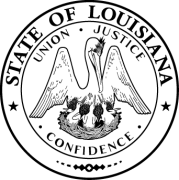 STATE OF LOUISIANA
UNION · JUSTICE
· CONFIDENCE ·